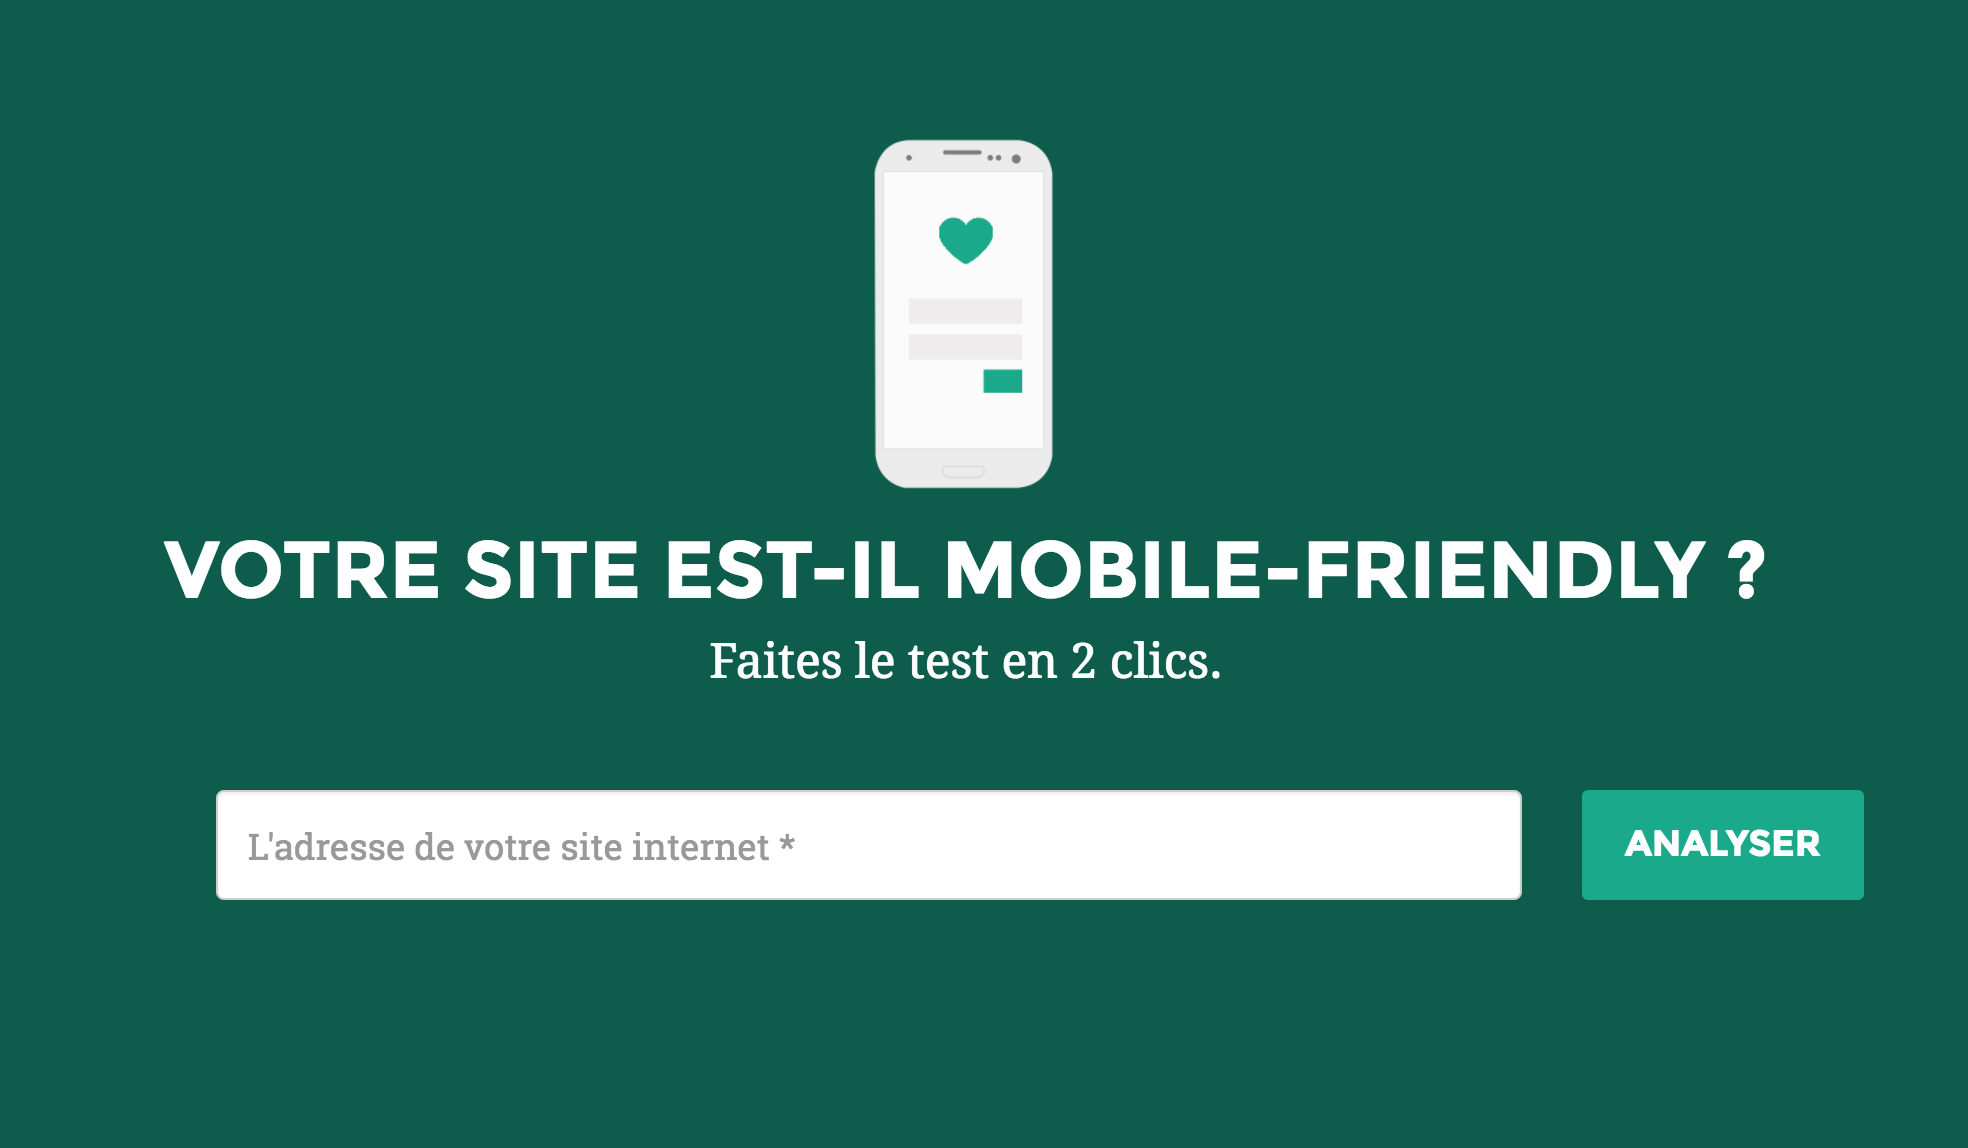 VOTRE SITE EST-IL MOBILE-FRIENDLY ?
Faites le test en 2 clics.
L'adresse de votre site internet *
ANALYSER